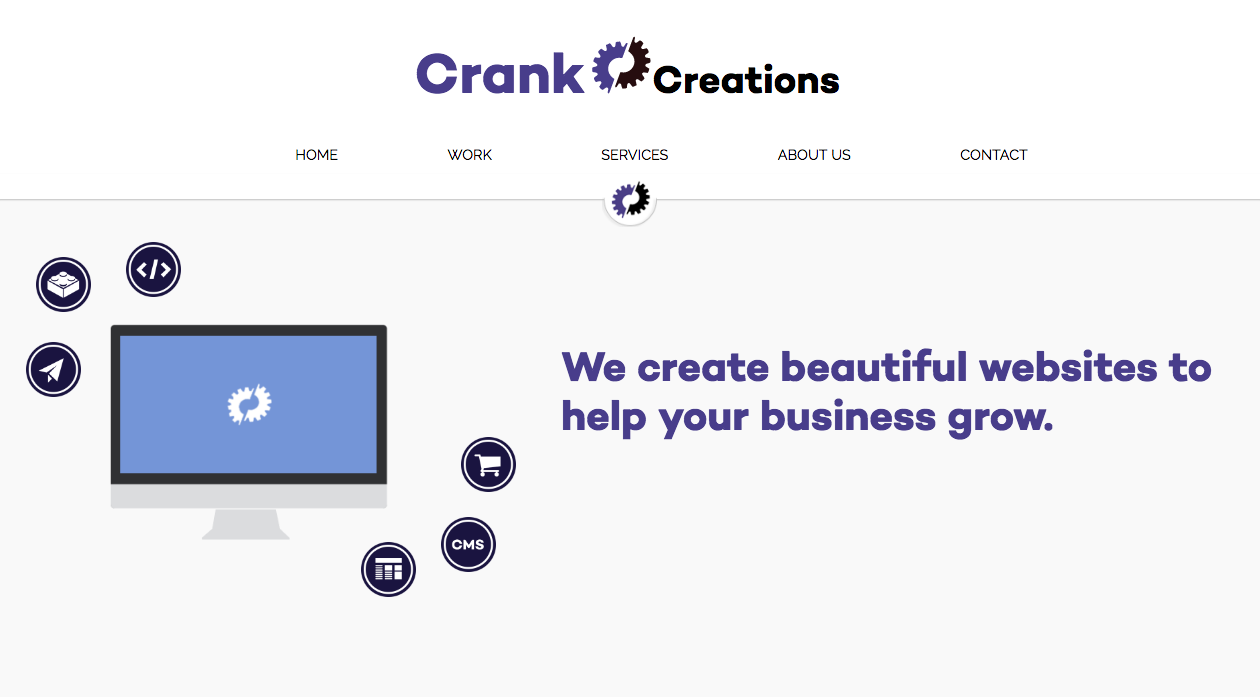 Crank Creations
HOME WORK SERVICES ABOUT US CONTACT
</>
We create beautiful websites to
help your business grow.
CMS